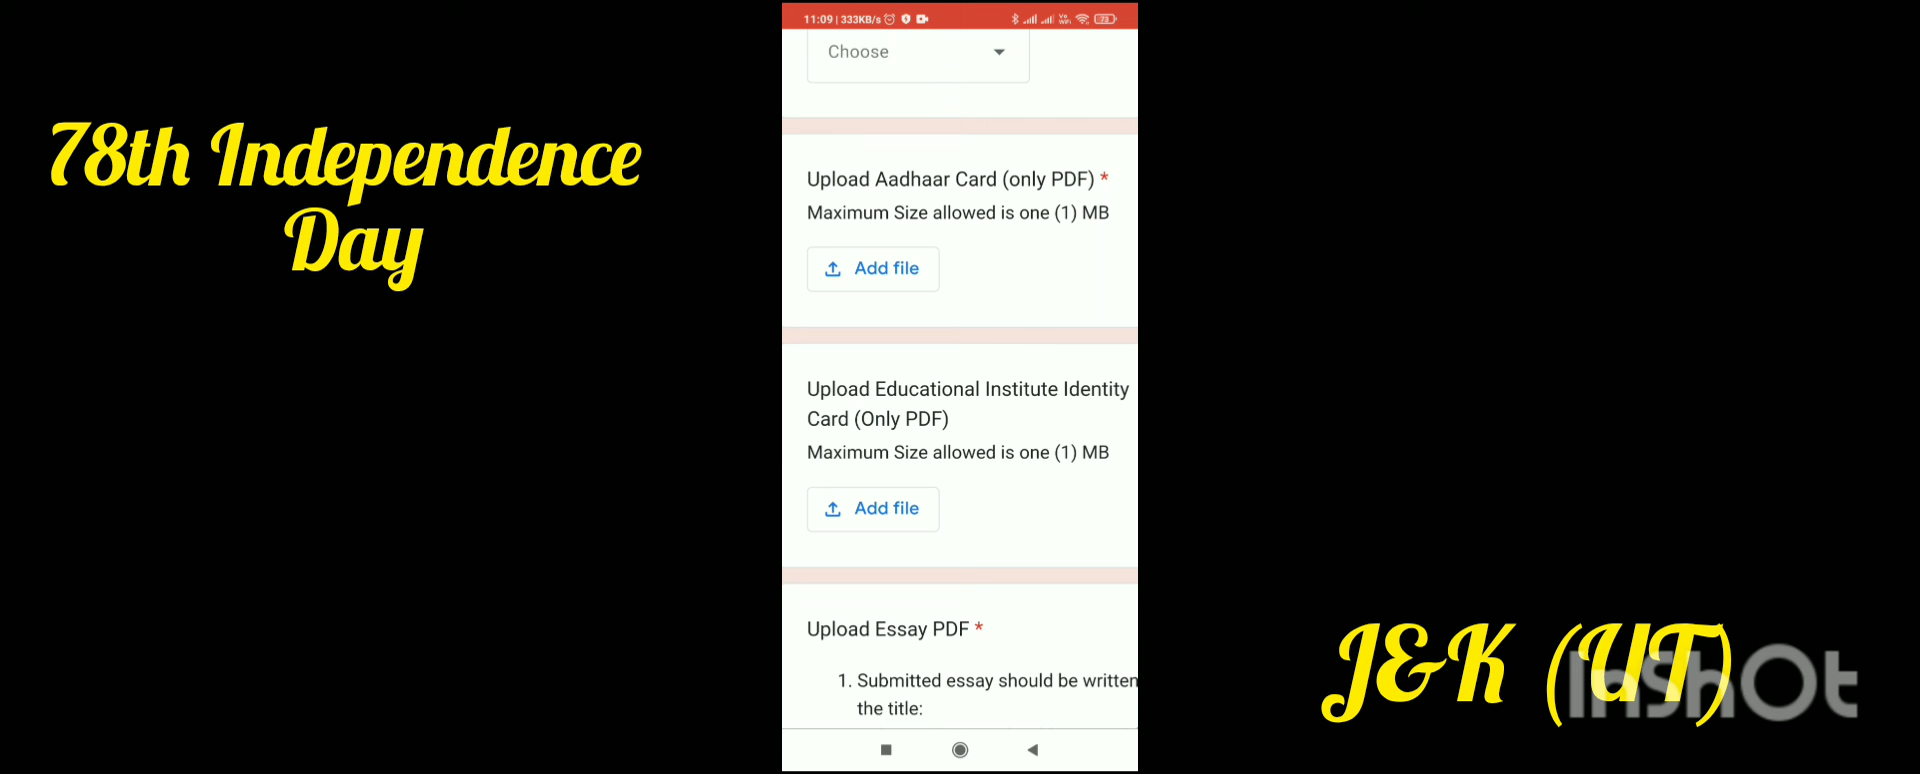 78th Independence
Day
11:09 | 333KB/s
73
Choose
Upload Aadhaar Card (only PDF) *
Maximum Size allowed is one (1) MB
Add file
Upload Educational Institute Identity
Card (Only PDF)
Maximum Size allowed is one (1) MB
Add file
Upload Essay PDF *
1. Submitted essay should be written
the title:
J&K (UT)
InShOt